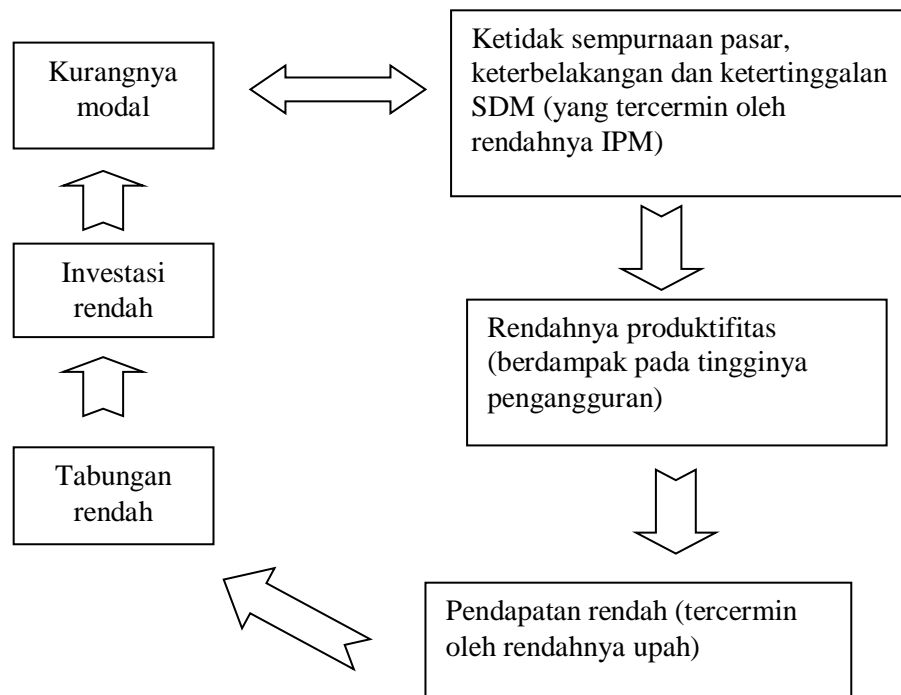 Kurangnya
modal
Ketidak sempurnaan pasar,
keterbelakangan dan ketertinggalan
SDM (yang tercermin oleh
rendahnya IPM)
Investasi
rendah
Rendahnya produktifitas
(berdampak pada tingginya
pengangguran)
Tabungan
rendah
Pendapatan rendah (tercermin
oleh rendahnya upah)